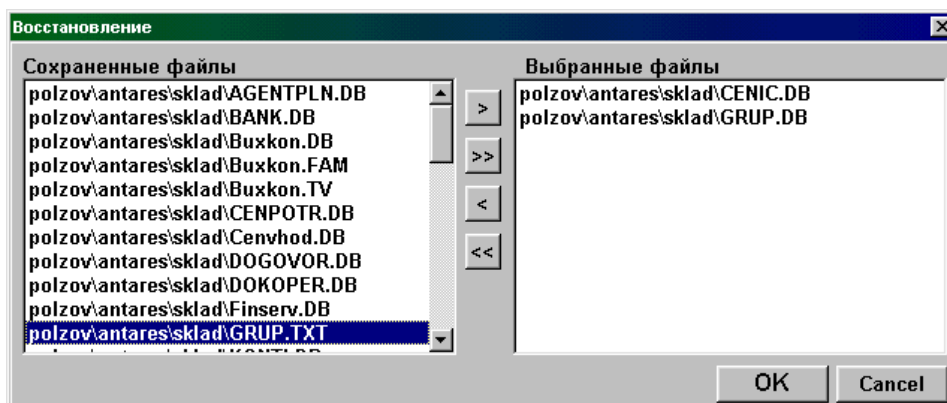 Восстановление
Сохраненные файлы
polzov\antares\sklad\AGENTPLN.DB
polzov\antares\sklad\BANK.DB
polzov\antares\sklad\Buxkon.DB
polzov\antares\sklad\Buxkon.FAM
polzov\antares\sklad\Buxkon.TV
polzov\antares\sklad\CENPOTR.DB
polzov\antares\sklad\Cenvhod.DB
polzov\antares\sklad\DOGOVOR.DB
polzov\antares\sklad\DOKOPER.DB
polzov\antares\sklad\Finserv.DB
polzov\antares\sklad\GRUP.TXT
>
>>
<
<<
Выбранные файлы
polzov\antares\sklad\CENIC.DB
polzov\antares\sklad\GRUP.DB
OK
Cancel